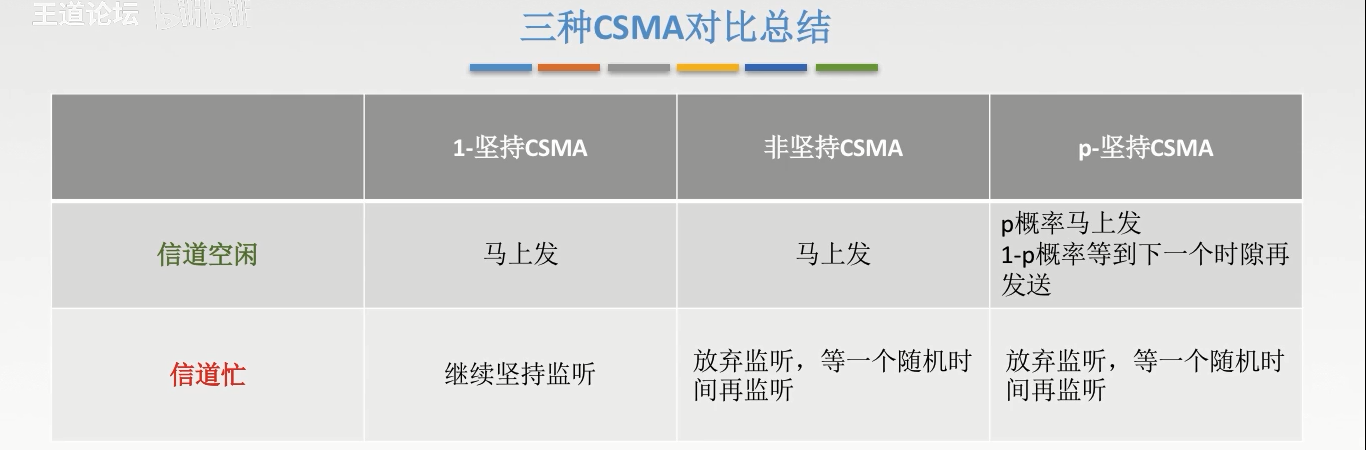 王道论坛 bilibili
三种CSMA对比总结
1-坚持CSMA
非坚持CSMA
p-坚持CSMA
信道空闲
马上发
马上发
p概率马上发
1-p概率等到下一个时隙再
发送
信道忙
继续坚持监听
放弃监听，等一个随机时
间再监听
放弃监听，等一个随机时
间再监听